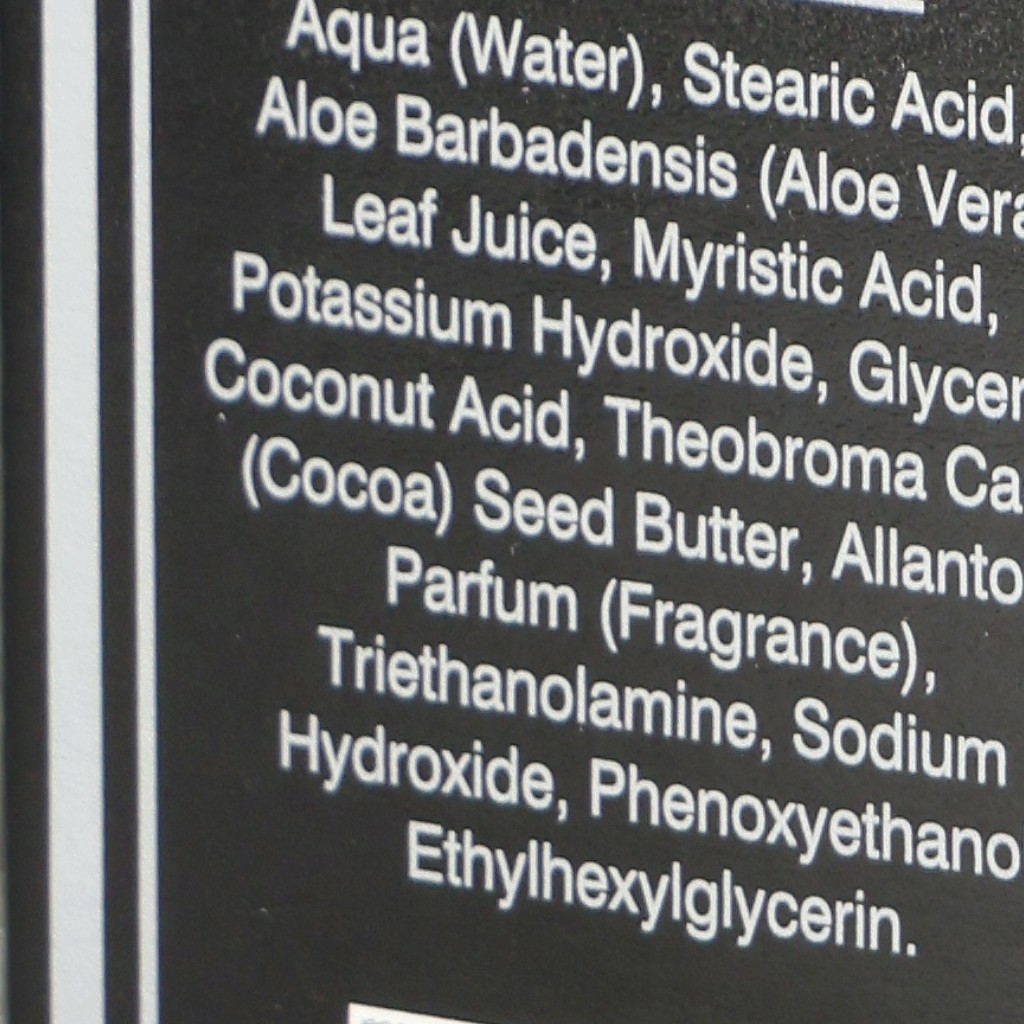 Aqua (Water), Stearic Acid,
Aloe Barbadensis (Aloe Vera
Leaf Juice, Myristic Acid,
Potassium Hydroxide, Glycer
Coconut Acid, Theobroma Ca
(Cocoa) Seed Butter, Allanto
Parfum (Fragrance),
Triethanolamine, Sodium
Hydroxide, Phenoxyethano
Ethylhexylglycerin.